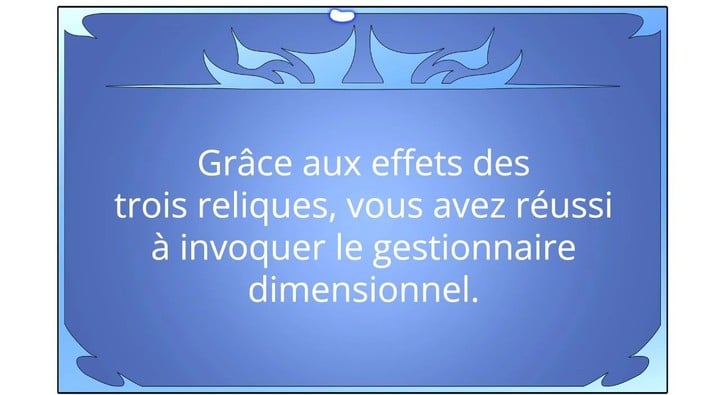 Grâce aux effets des
trois reliques, vous avez réussi
à invoquer le gestionnaire
dimensionnel.